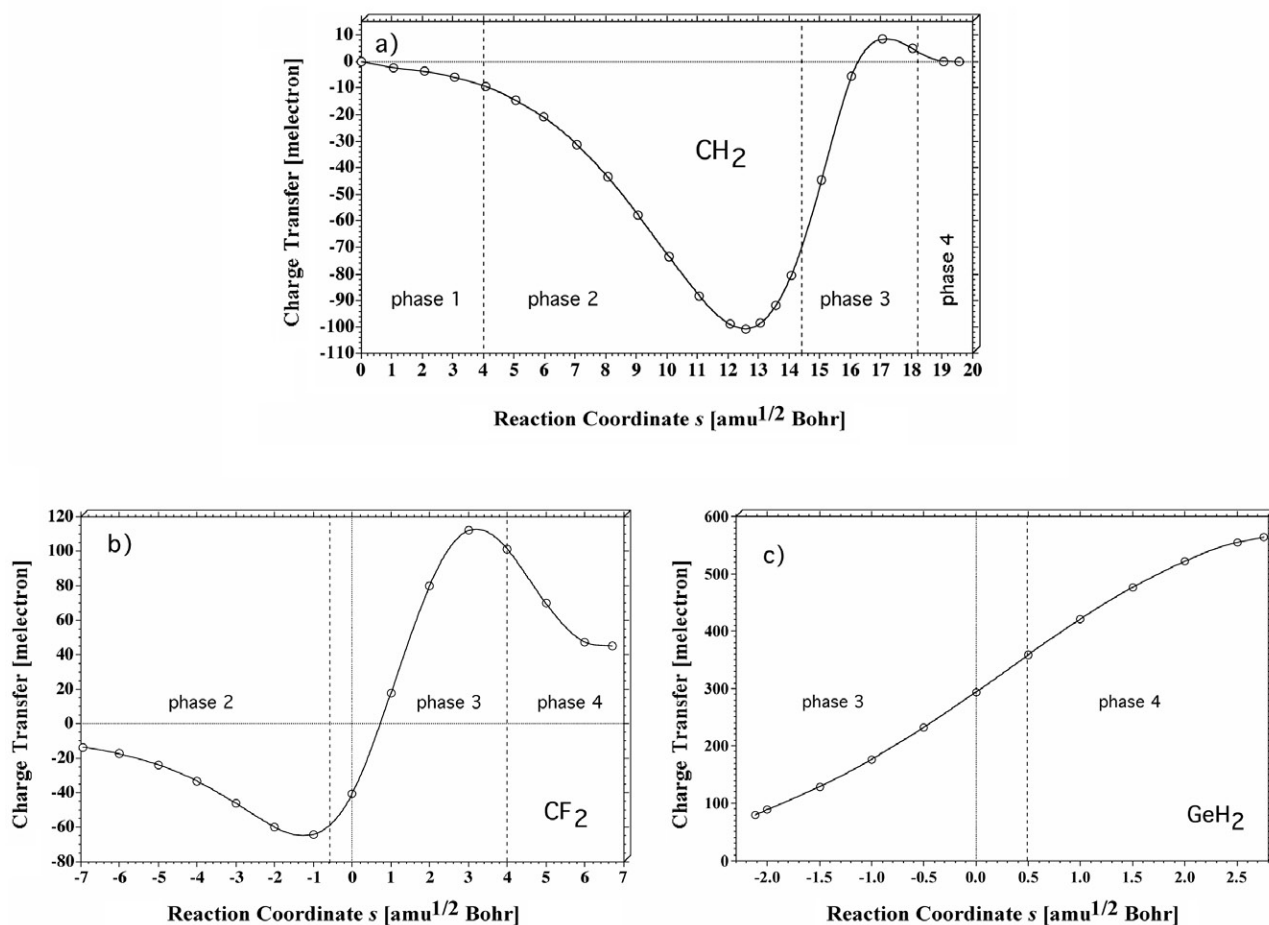 a)
Charge Transfer [melectron]
10
0
-10
-20
-30
-40
-50
-60
-70
-80
-90
-100
-110
CH2
phase 1
phase 2
phase 3
phase 4
0 1 2 3 4 5 6 7 8 9 10 11 12 13 14 15 16 17 18 19 20
Reaction Coordinate s [amu1/2 Bohr]
b)
Charge Transfer [melectron]
120
100
80
60
40
20
0
-20
-40
-60
-80
phase 2
phase 3
phase 4
CF2
-7 -6 -5 -4 -3 -2 -1 0 1 2 3 4 5 6 7
Reaction Coordinate s [amu1/2 Bohr]
c)
Charge Transfer [melectron]
600
500
400
300
200
100
0
phase 3
phase 4
GeH2
-2.0 -1.5 -1.0 -0.5 0.0 0.5 1.0 1.5 2.0 2.5
Reaction Coordinate s [amu1/2 Bohr]